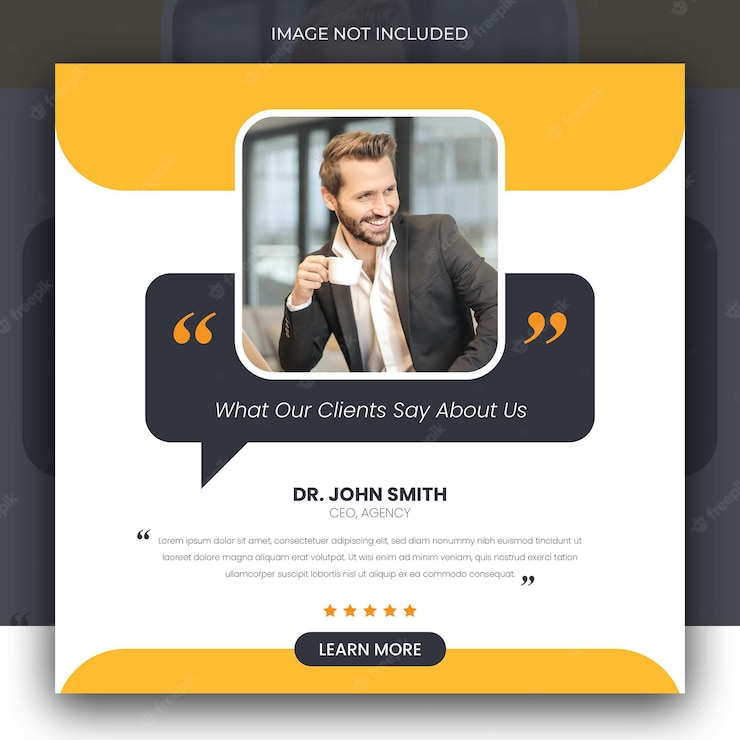 IMAGE NOT INCLUDED
What Our Clients Say About Us
DR. JOHN SMITH
CEO, AGENCY
“ Lorem ipsum dolor sit amet, consectetuer adipiscing elit, sed diam nonummy nibh euismod tincidunt ut
laoreet dolore magna aliquam erat volutpat. Ut wisi enim ad minim veniam, quis nostrud exerci tation
ullamcorper suscipit lobortis nisl ut aliquip ex ea commodo consequat. ”
LEARN MORE
freepik